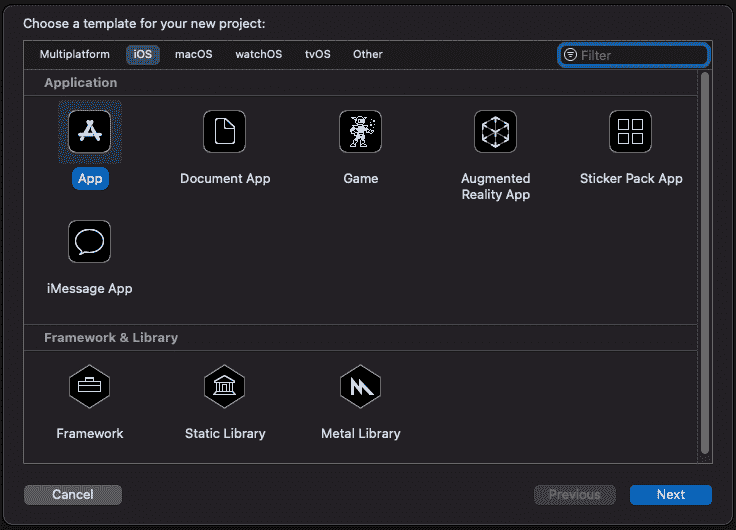 Choose a template for your new project:
Multiplatform iOS macOS watchOS tvOS Other Filter
Application
App Document App Game Augmented Reality App Sticker Pack App
iMessage App
Framework & Library
Framework Static Library Metal Library
Cancel Previous Next